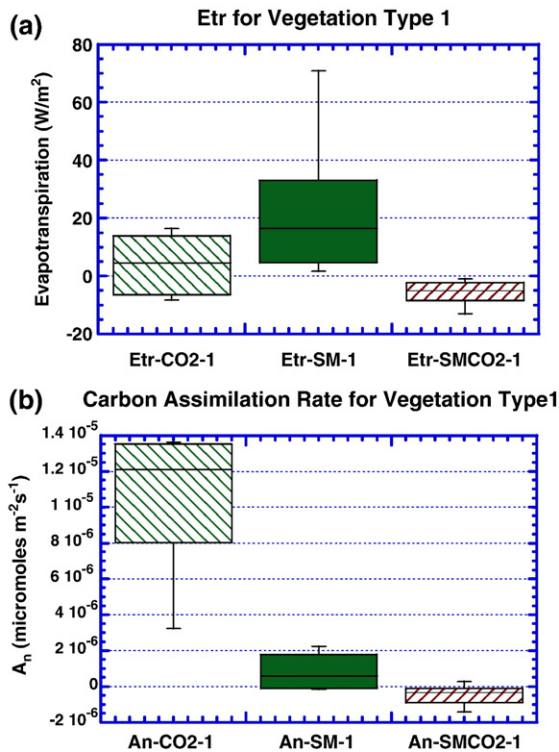 (a)
Etr for Vegetation Type 1
Evapotranspiration (W/m²)
80
60
40
20
0
-20
Etr-CO2-1 Etr-SM-1 Etr-SMCO2-1
(b)
Carbon Assimilation Rate for Vegetation Type1
Aₙ (micromoles m⁻²s⁻¹)
1.4 10⁻⁵
1.2 10⁻⁵
1 10⁻⁵
8 10⁻⁶
6 10⁻⁶
4 10⁻⁶
2 10⁻⁶
0
-2 10⁻⁶
An-CO2-1 An-SM-1 An-SMCO2-1